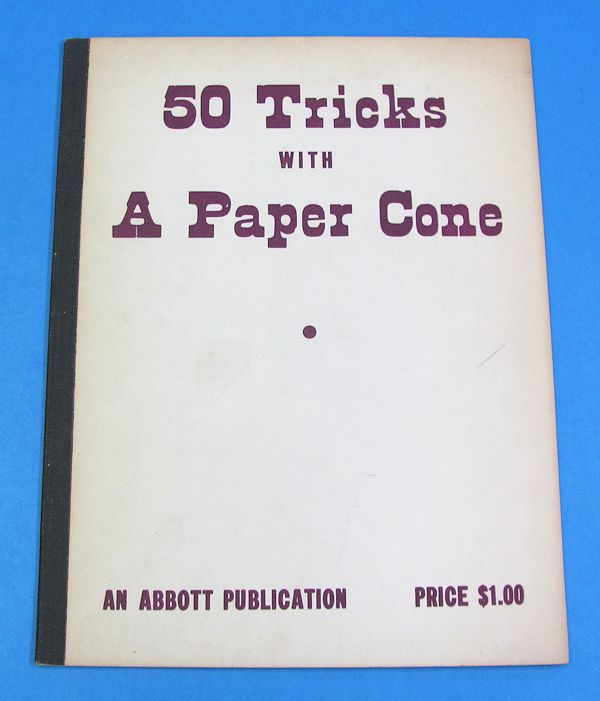 50 Tricks
WITH
A Paper Cone
AN ABBOTT PUBLICATION PRICE $1.00